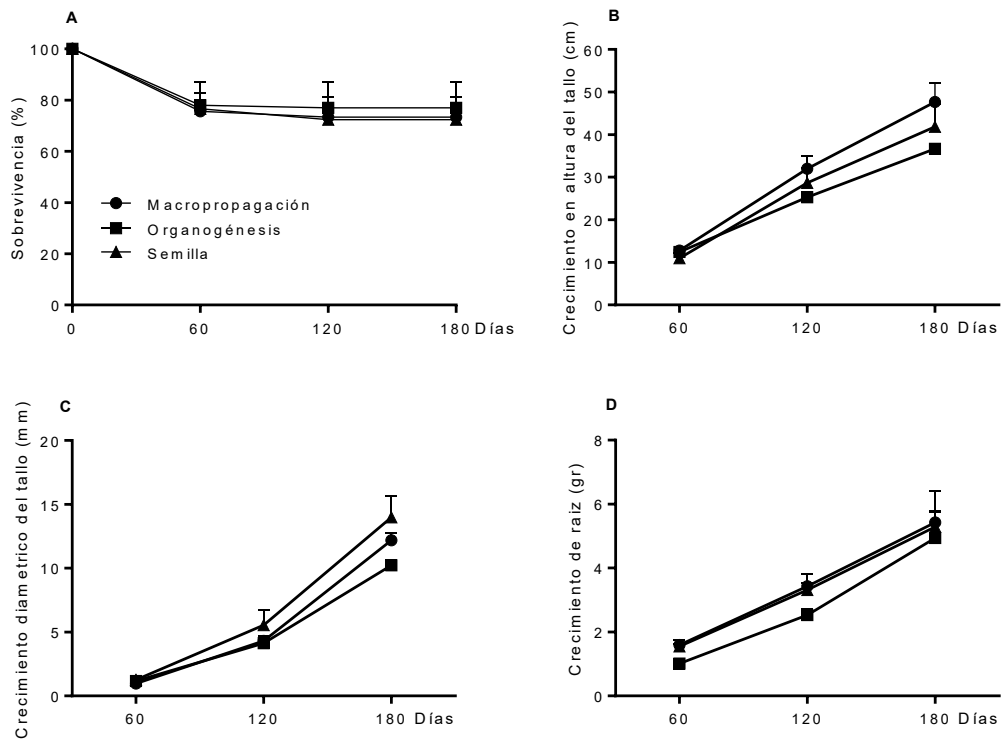 A
Sobrevivencia (%)
100
80
60
40
20
0
Macropropagación
Organogénesis
Semilla
0 60 120 180 Días
B
Crecimiento en altura del tallo (cm)
60
50
40
30
20
10
0
60 120 180 Días
C
Crecimiento diametrico del tallo (mm)
20
15
10
5
0
60 120 180 Días
D
Crecimiento de raiz (gr)
8
6
4
2
0
60 120 180 Días